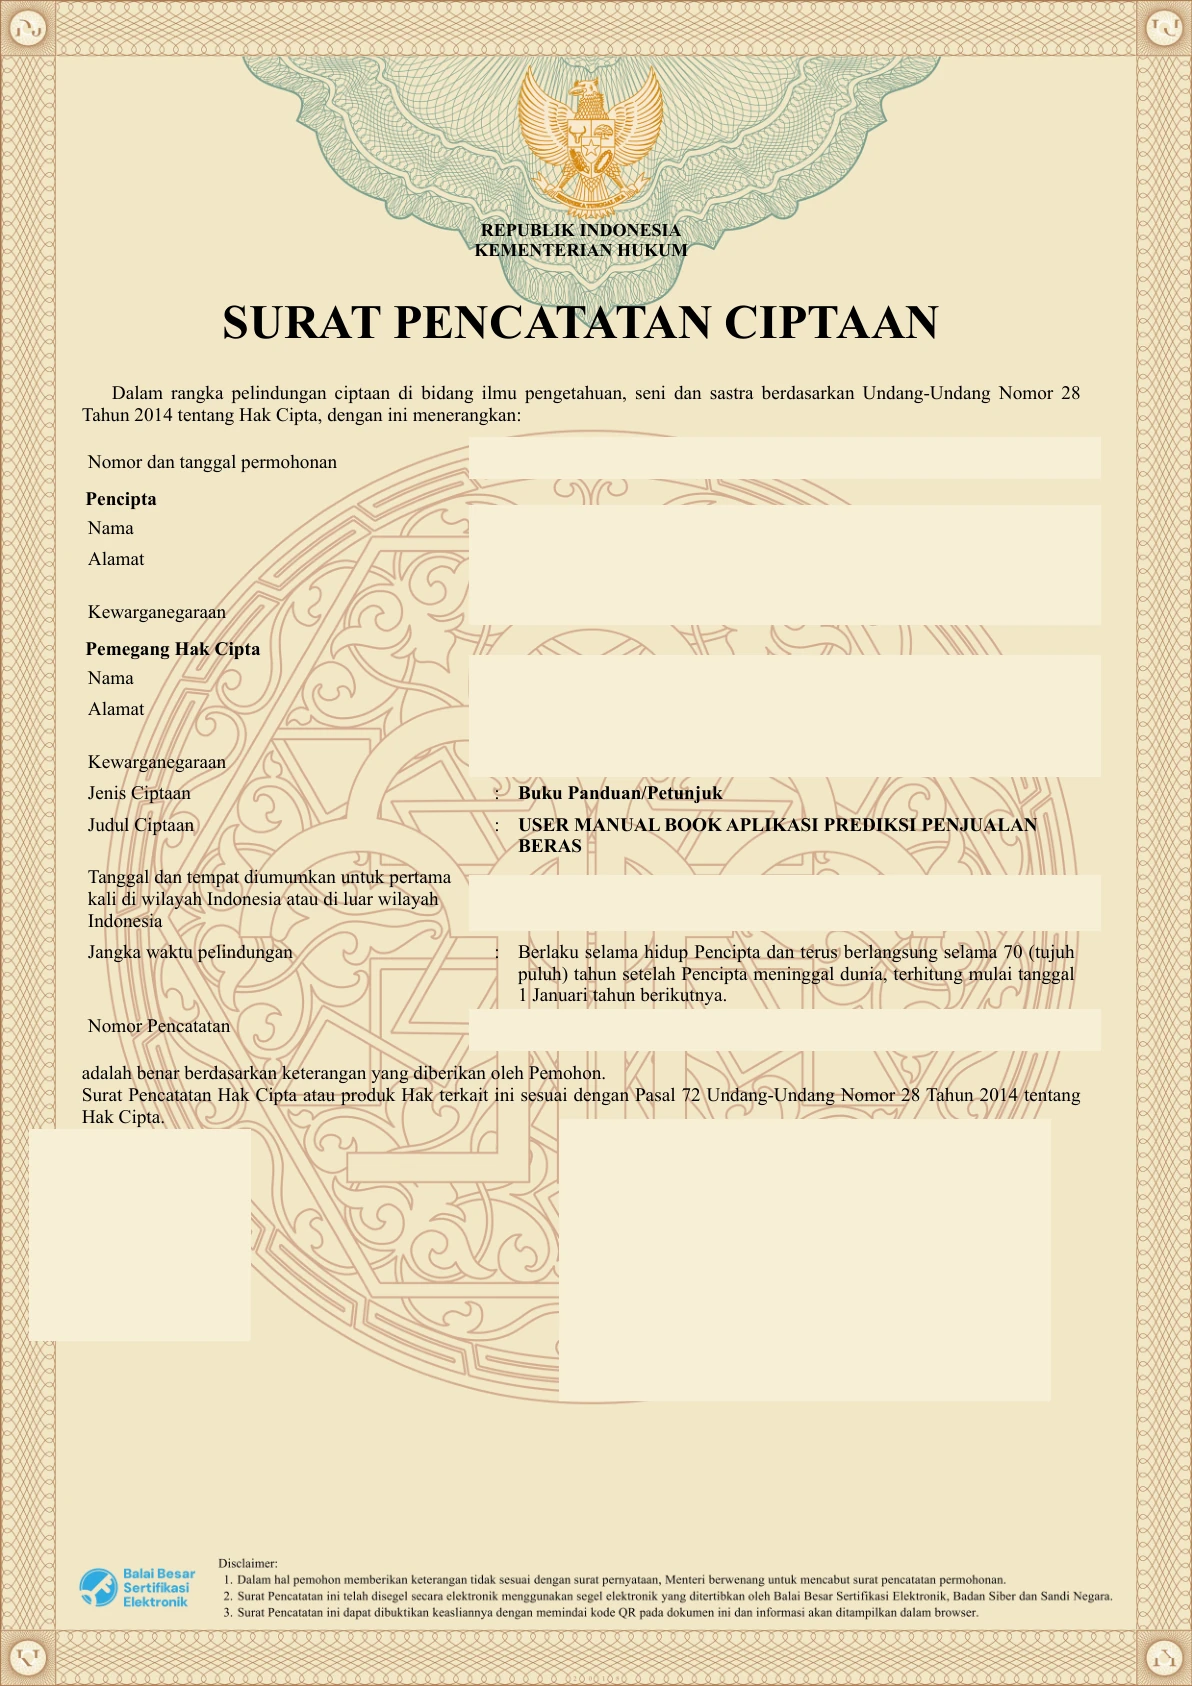 REPUBLIK INDONESIA
KEMENTERIAN HUKUM
SURAT PENCATATAN CIPTAAN
Dalam rangka pelindungan ciptaan di bidang ilmu pengetahuan, seni dan sastra berdasarkan Undang-Undang Nomor 28
Tahun 2014 tentang Hak Cipta, dengan ini menerangkan:
Nomor dan tanggal permohonan
Pencipta
Nama
Alamat
Kewarganegaraan
Pemegang Hak Cipta
Nama
Alamat
Kewarganegaraan
Jenis Ciptaan : Buku Panduan/Petunjuk
Judul Ciptaan : USER MANUAL BOOK APLIKASI PREDIKSI PENJUALAN
BERAS
Tanggal dan tempat diumumkan untuk pertama
kali di wilayah Indonesia atau di luar wilayah
Indonesia
Jangka waktu pelindungan : Berlaku selama hidup Pencipta dan terus berlangsung selama 70 (tujuh
puluh) tahun setelah Pencipta meninggal dunia, terhitung mulai tanggal
1 Januari tahun berikutnya.
Nomor Pencatatan
adalah benar berdasarkan keterangan yang diberikan oleh Pemohon.
Surat Pencatatan Hak Cipta atau produk Hak terkait ini sesuai dengan Pasal 72 Undang-Undang Nomor 28 Tahun 2014 tentang
Hak Cipta.
Balai Besar
Sertifikasi
Elektronik
Disclaimer:
1. Dalam hal pemohon memberikan keterangan tidak sesuai dengan surat pernyataan, Menteri berwenang untuk mencabut surat pencatatan permohonan.
2. Surat Pencatatan ini telah disegel secara elektronik menggunakan segel elektronik yang ditertibkan oleh Balai Besar Sertifikasi Elektronik, Badan Siber dan Sandi Negara.
3. Surat Pencatatan ini dapat dibuktikan keasliannya dengan memindai kode QR pada dokumen ini dan informasi akan ditampilkan dalam browser.